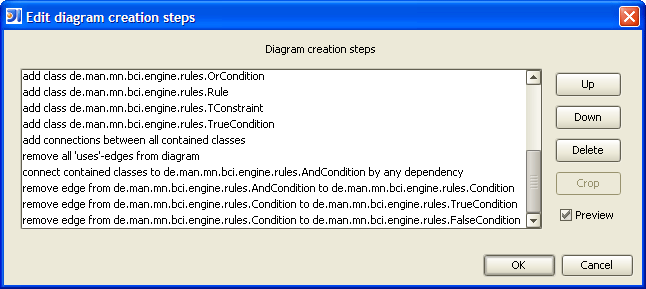 Edit diagram creation steps
Diagram creation steps
add class de.man.mn.bci.engine.rules.OrCondition
add class de.man.mn.bci.engine.rules.Rule
add class de.man.mn.bci.engine.rules.TConstraint
add class de.man.mn.bci.engine.rules.TrueCondition
add connections between all contained classes
remove all 'uses'-edges from diagram
connect contained classes to de.man.mn.bci.engine.rules.AndCondition by any dependency
remove edge from de.man.mn.bci.engine.rules.AndCondition to de.man.mn.bci.engine.rules.Condition
remove edge from de.man.mn.bci.engine.rules.Condition to de.man.mn.bci.engine.rules.TrueCondition
remove edge from de.man.mn.bci.engine.rules.Condition to de.man.mn.bci.engine.rules.FalseCondition
Up
Down
Delete
Crop
Preview
OK
Cancel